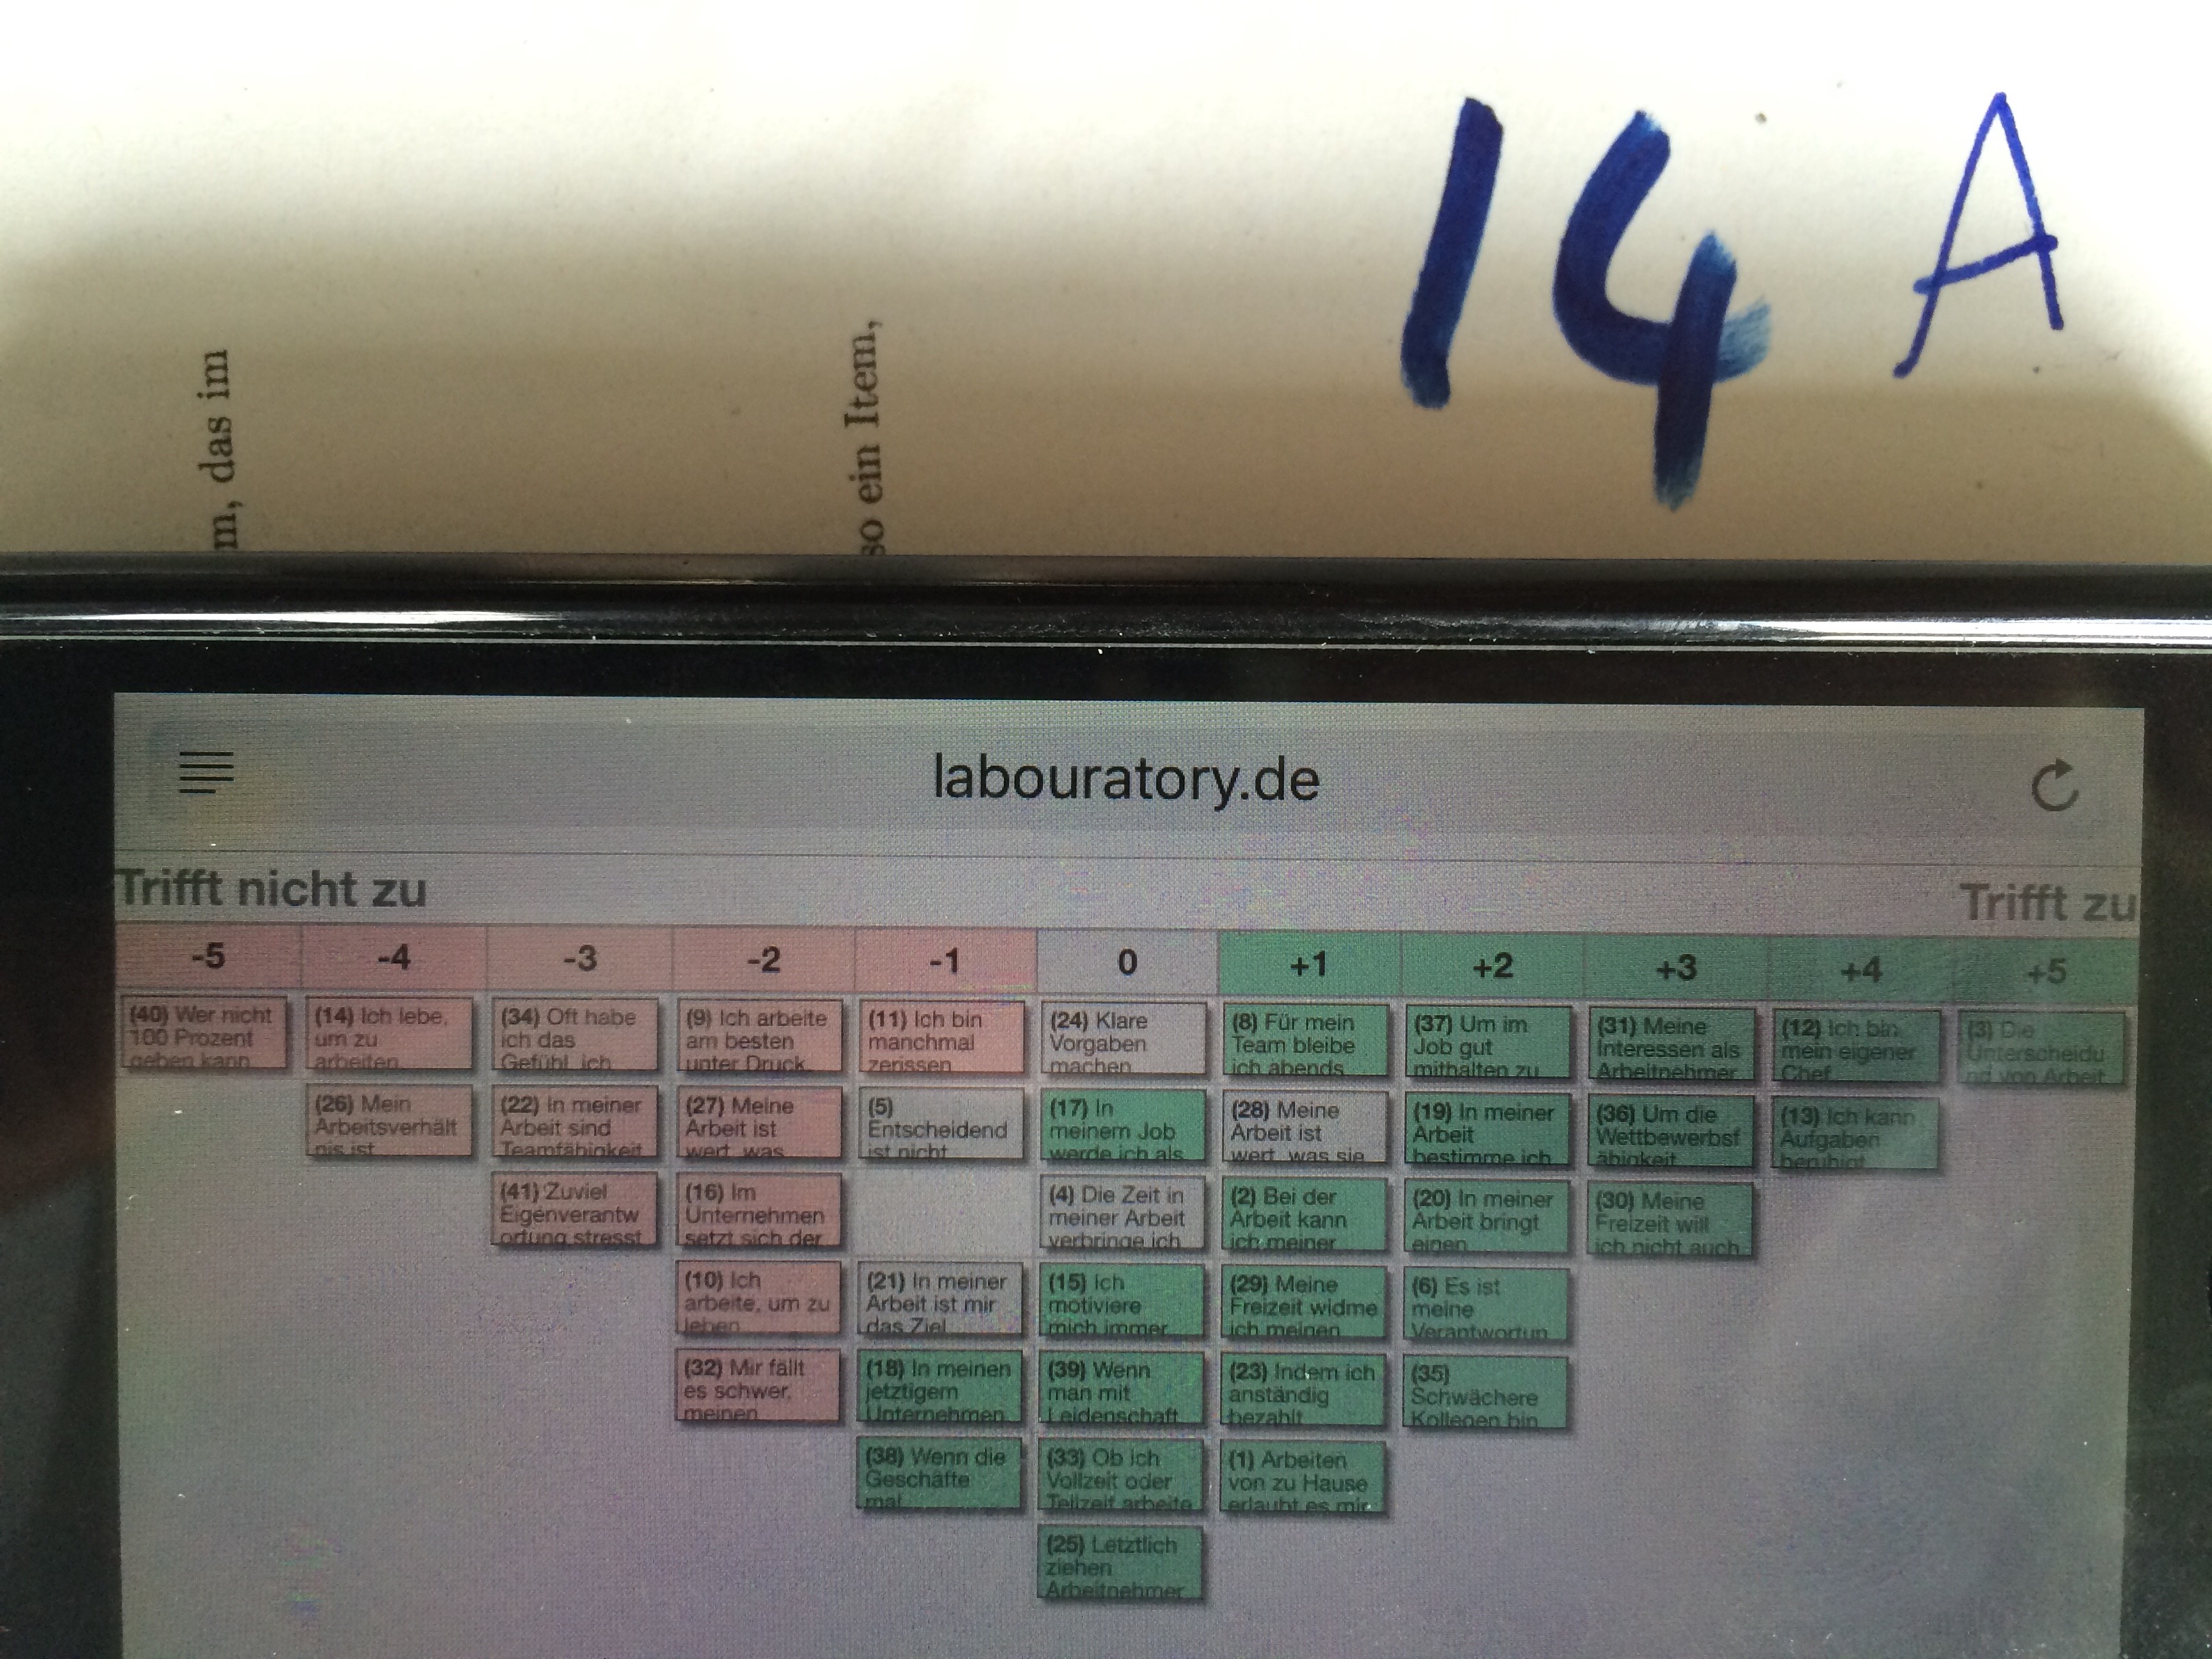 14 A
m, das im
so ein Item,
labouratory.de
Trifft nicht zu
Trifft zu
-5 -4 -3 -2 -1 0 +1 +2 +3 +4 +5
(40) Wer nicht
100 Prozent
geben kann
(14) Ich lebe,
um zu
arbeiten
(34) Oft habe
ich das
Gefühl, ich
(9) Ich arbeite
am besten
unter Druck.
(11) Ich bin
manchmal
zerissen
(24) Klare
Vorgaben
machen
(8) Für mein
Team bleibe
ich abends
(37) Um im
Job gut
mithalten zu
(31) Meine
Interessen als
Arbeitnehmer
(12) Ich bin
mein eigener
Chef
(3) Die
Unterscheidu
ng von Arbeit
(26) Mein
Arbeitsverhält
nis ist
(22) In meiner
Arbeit sind
Teamfähigkeit
(27) Meine
Arbeit ist
wert, was
(5)
Entscheidend
ist nicht
(17) In
meinem Job
werde ich als
(28) Meine
Arbeit ist
wert, was sie
(19) In meiner
Arbeit
bestimme ich
(36) Um die
Wettbewerbsf
ähigkeit
(13) Ich kann
Aufgaben
beruhigt
(41) Zuviel
Eigenverantw
ortung stresst
(16) Im
Unternehmen
setzt sich der
(4) Die Zeit in
meiner Arbeit
verbringe ich
(2) Bei der
Arbeit kann
ich meiner
(20) In meiner
Arbeit bringt
einen
(30) Meine
Freizeit will
ich nicht auch
(10) Ich
arbeite, um zu
leben
(21) In meiner
Arbeit ist mir
das Ziel
(15) Ich
motiviere
mich immer
(29) Meine
Freizeit widme
ich meinen
(6) Es ist
meine
Verantwortun
(32) Mir fällt
es schwer,
meinen
(18) In meinen
jetztigem
Unternehmen
(39) Wenn
man mit
Leidenschaft
(23) Indem ich
anständig
bezahlt
(35)
Schwächere
Kollegen bin
(38) Wenn die
Geschäfte
mal
(33) Ob ich
Vollzeit oder
Teilzeit arbeite
(1) Arbeiten
von zu Hause
erlaubt es mir
(25) Letztlich
ziehen
Arbeitnehmer